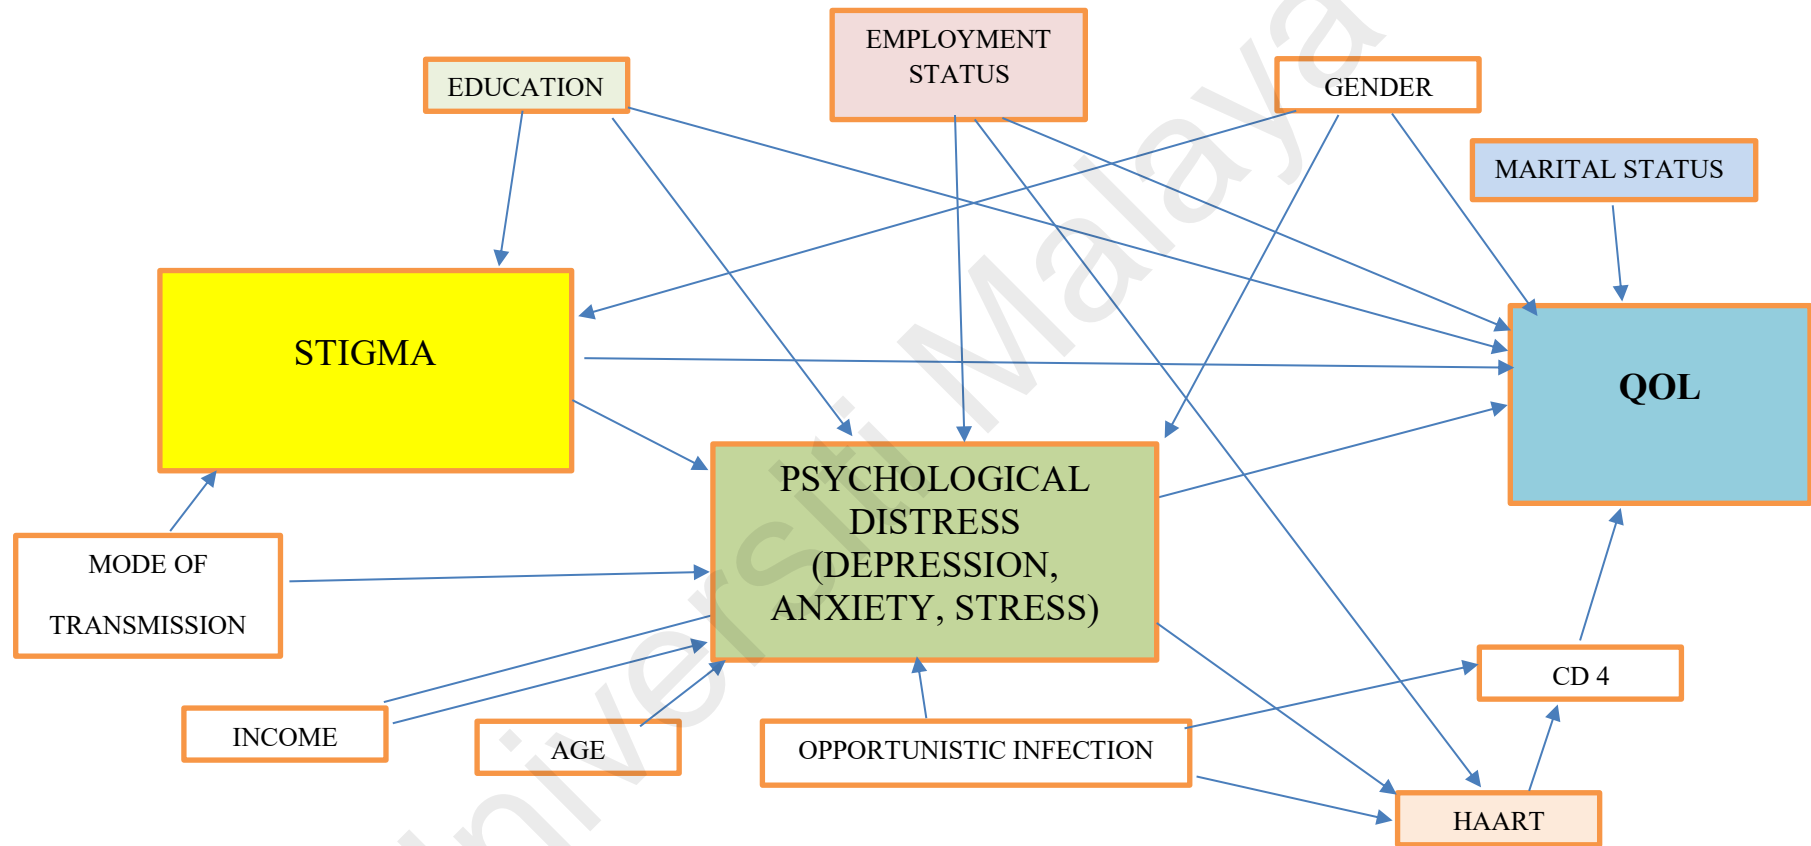 EMPLOYMENT
STATUS
EDUCATION
GENDER
MARITAL STATUS
STIGMA
QOL
PSYCHOLOGICAL
DISTRESS
(DEPRESSION,
ANXIETY, STRESS)
MODE OF
TRANSMISSION
CD 4
INCOME
AGE
OPPORTUNISTIC INFECTION
HAART
Universiti Malaya